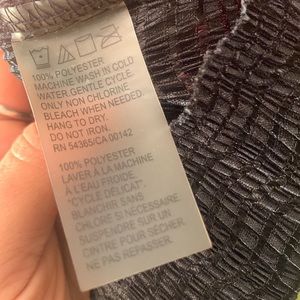 100% POLYESTER
MACHINE WASH IN COLD
WATER. GENTLE CYCLE.
ONLY NON CHLORINE
BLEACH WHEN NEEDED.
HANG TO DRY.
DO NOT IRON.
RN 54365/CA 00142
100% POLYESTER
LAVER À LA MACHINE
À L'EAU FROIDE.
"CYCLE DÉLICAT".
BLANCHIR SANS
CHLORE SI NÉCESSAIRE.
SUSPENDRE SUR UN
CINTRE POUR SÉCHER.
NE PAS REPASSER.